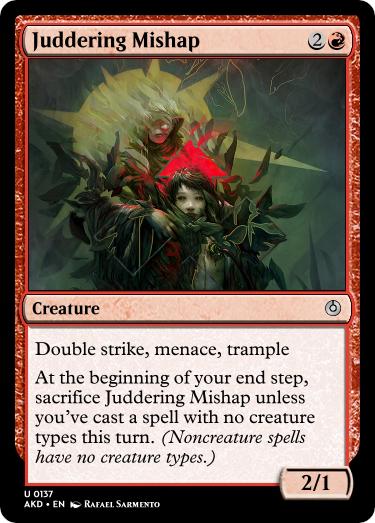 Juddering Mishap 2
Creature
Double strike, menace, trample
At the beginning of your end step,
sacrifice Juddering Mishap unless
you've cast a spell with no creature
types this turn. (Noncreature spells
have no creature types.)
2/1
U 0137
AKD • EN Rafael Sarmento